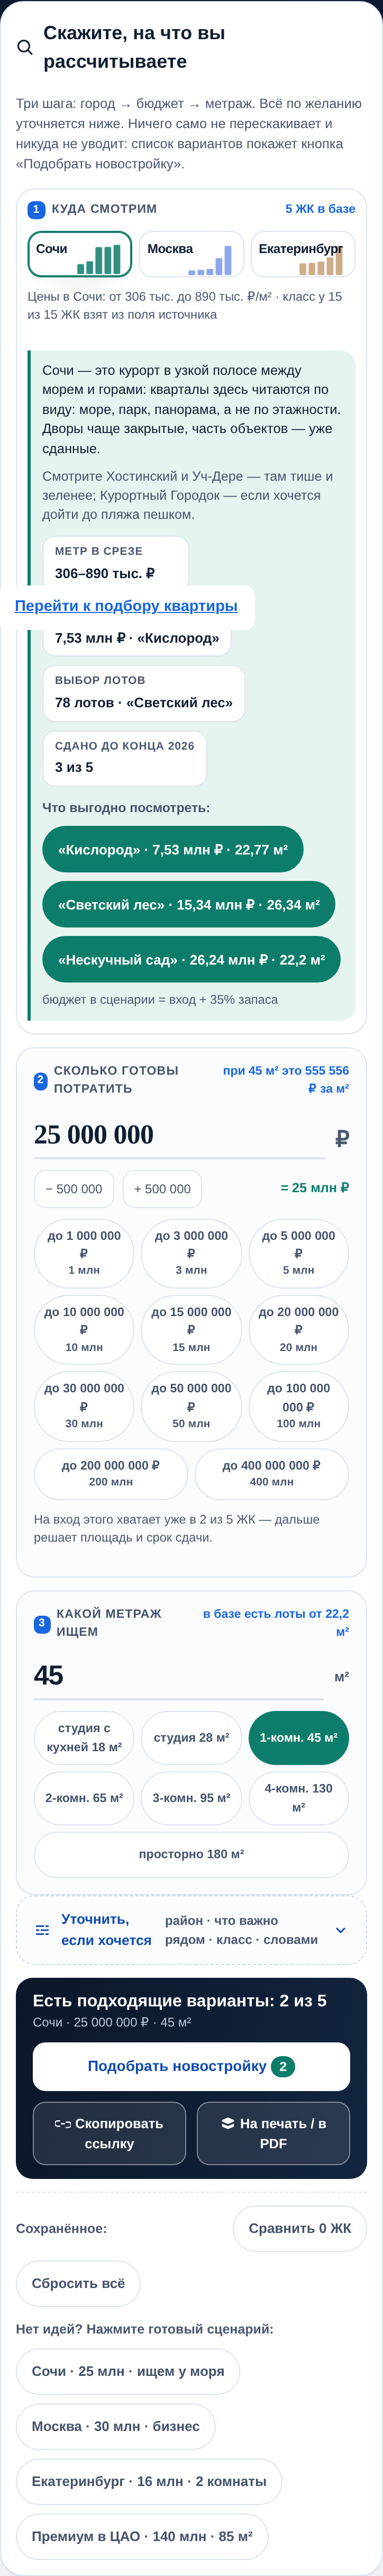 Скажите, на что вы
рассчитываете
Три шага: город → бюджет → метраж. Всё по желанию
уточняется ниже. Ничего само не перескакивает и
никуда не уводит: список вариантов покажет кнопка
«Подобрать новостройку».
1 КУДА СМОТРИМ 5 ЖК в базе
Сочи Москва Екатеринбург
Цены в Сочи: от 306 тыс. до 890 тыс. ₽/м² · класс у 15
из 15 ЖК взят из поля источника
Сочи — это курорт в узкой полосе между
морем и горами: кварталы здесь читаются по
виду: море, парк, панорама, а не по этажности.
Дворы чаще закрытые, часть объектов — уже
сданные.
Смотрите Хостинский и Уч-Дере — там тише и
зеленее; Курортный Городок — если хочется
дойти до пляжа пешком.
МЕТР В СРЕЗЕ
306–890 тыс. ₽
Перейти к подбору квартиры
7,53 млн ₽ · «Кислород»
ВЫБОР ЛОТОВ
78 лотов · «Светский лес»
СДАНО ДО КОНЦА 2026
3 из 5
Что выгодно посмотреть:
«Кислород» · 7,53 млн ₽ · 22,77 м²
«Светский лес» · 15,34 млн ₽ · 26,34 м²
«Нескучный сад» · 26,24 млн ₽ · 22,2 м²
бюджет в сценарии = вход + 35% запаса
2 СКОЛЬКО ГОТОВЫ при 45 м² это 555 556
ПОТРАТИТЬ ₽ за м²
25 000 000 ₽
− 500 000 + 500 000 = 25 млн ₽
до 1 000 000 до 3 000 000 до 5 000 000
₽ ₽ ₽
1 млн 3 млн 5 млн
до 10 000 000 до 15 000 000 до 20 000 000
₽ ₽ ₽
10 млн 15 млн 20 млн
до 30 000 000 до 50 000 000 до 100 000
₽ ₽ 000 ₽
30 млн 50 млн 100 млн
до 200 000 000 ₽ до 400 000 000 ₽
200 млн 400 млн
На вход этого хватает уже в 2 из 5 ЖК — дальше
решает площадь и срок сдачи.
3 КАКОЙ МЕТРАЖ в базе есть лоты от 22,2
ИЩЕМ м²
45 м²
студия с студия 28 м² 1-комн. 45 м²
кухней 18 м²
2-комн. 65 м² 3-комн. 95 м² 4-комн. 130
м²
просторно 180 м²
Уточнить, район · что важно
если хочется рядом · класс · словами
Есть подходящие варианты: 2 из 5
Сочи · 25 000 000 ₽ · 45 м²
Подобрать новостройку 2
Скопировать На печать / в
ссылку PDF
Сохранённое: Сравнить 0 ЖК
Сбросить всё
Нет идей? Нажмите готовый сценарий:
Сочи · 25 млн · ищем у моря
Москва · 30 млн · бизнес
Екатеринбург · 16 млн · 2 комнаты
Премиум в ЦАО · 140 млн · 85 м²